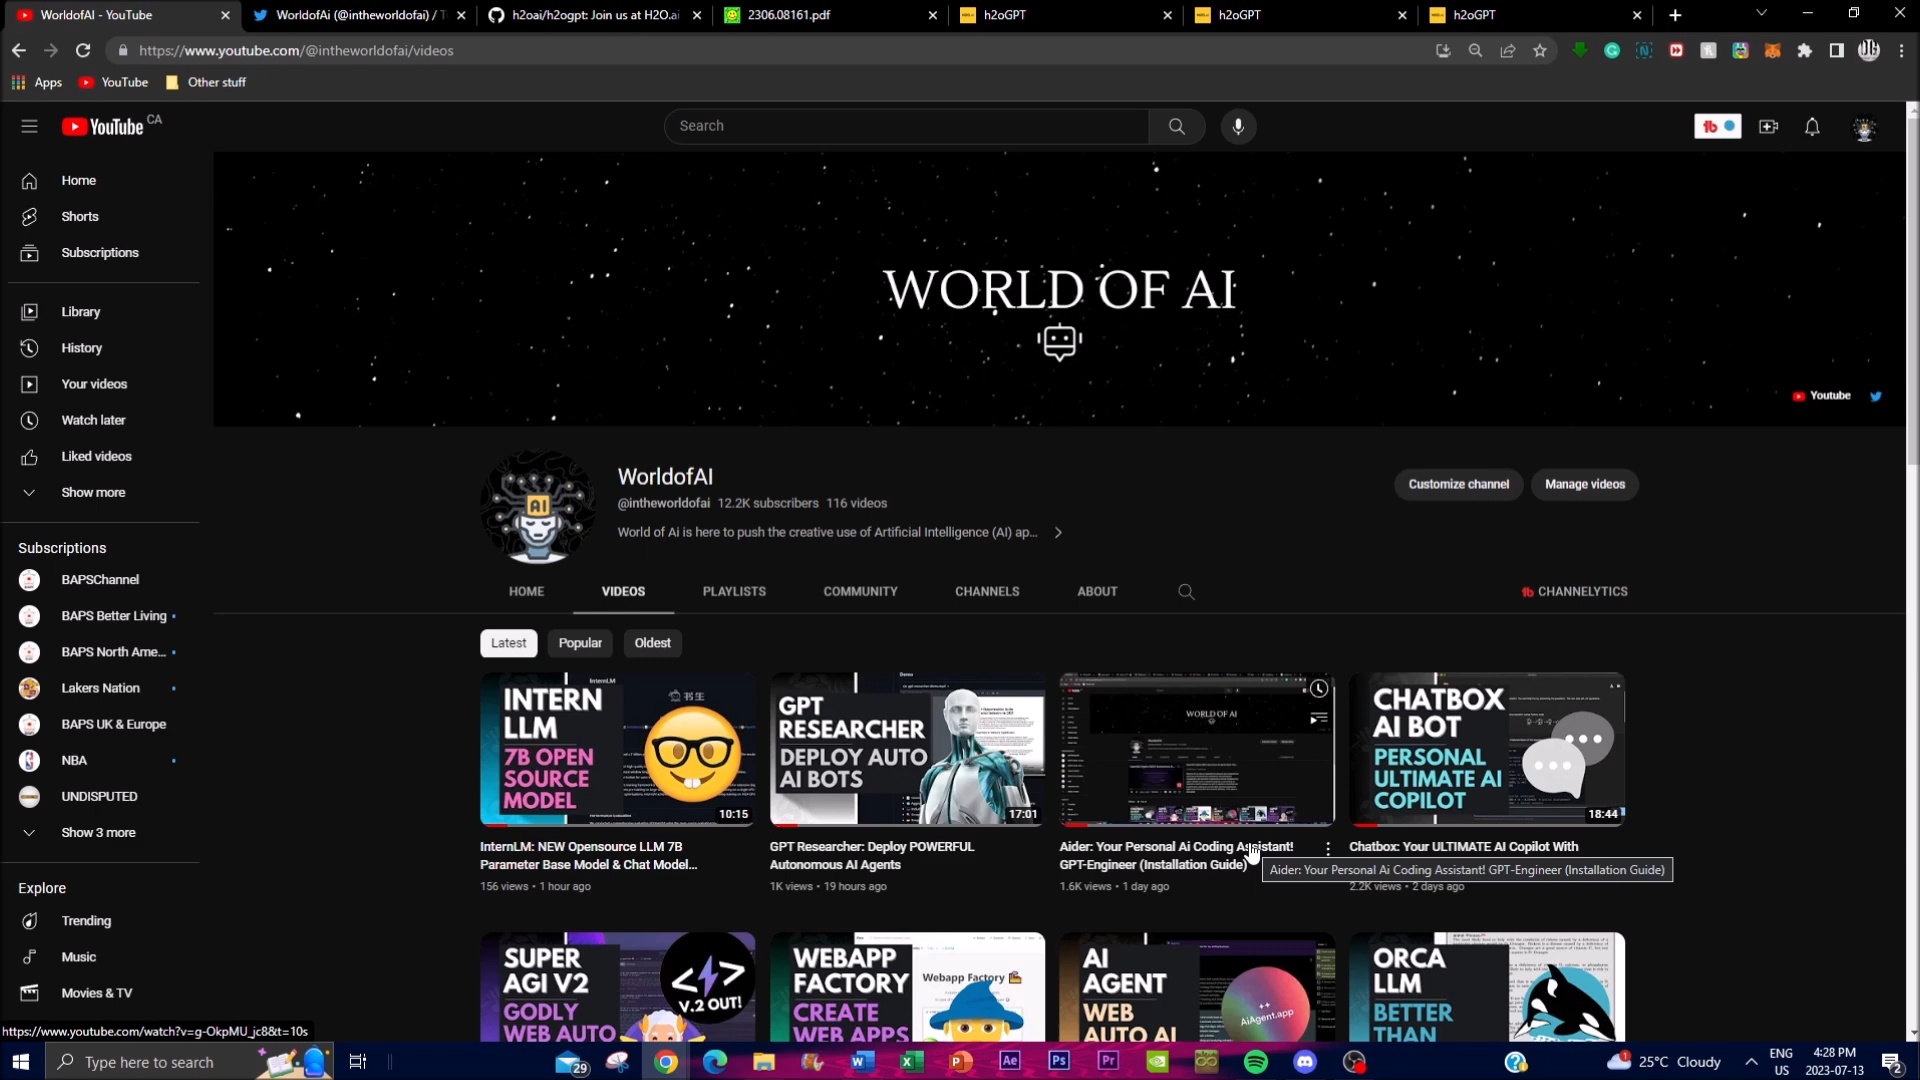 WorldofAI - YouTube
WorldofAi (@intheworldofai) / T
h2oai/h2ogpt: Join us at H2O.ai
2306.08161.pdf
h2oGPT
h2oGPT
h2oGPT
https://www.youtube.com/@intheworldofai/videos
Apps
YouTube
Other stuff
YouTube CA
Search
Home
Shorts
Subscriptions
Library
History
Your videos
Watch later
Liked videos
Show more
Subscriptions
BAPSChannel
BAPS Better Living
BAPS North Ame...
Lakers Nation
BAPS UK & Europe
NBA
UNDISPUTED
Show 3 more
Explore
Trending
Music
Movies & TV
WORLD OF AI
Youtube
AI
WorldofAI
@intheworldofai 12.2K subscribers 116 videos
World of Ai is here to push the creative use of Artificial Intelligence (AI) ap...
Customize channel
Manage videos
HOME
VIDEOS
PLAYLISTS
COMMUNITY
CHANNELS
ABOUT
CHANNELYTICS
Latest
Popular
Oldest
INTERN
LLM
7B OPEN
SOURCE
MODEL
InternLM
10:15
InternLM: NEW Opensource LLM 7B
Parameter Base Model & Chat Model...
156 views • 1 hour ago
GPT
RESEARCHER
DEPLOY AUTO
AI BOTS
17:01
GPT Researcher: Deploy POWERFUL
Autonomous AI Agents
1K views • 19 hours ago
WORLD OF AI
Aider: Your Personal Ai Coding Assistant!
GPT-Engineer (Installation Guide)
1.6K views • 1 day ago
CHATBOX
AI BOT
PERSONAL
ULTIMATE AI
COPILOT
18:44
Chatbox: Your ULTIMATE AI Copilot With
Aider: Your Personal Ai Coding Assistant! GPT-Engineer (Installation Guide)
2.2K views • 2 days ago
SUPER
AGI V2
GODLY
WEB AUTO
V.2 OUT!
WEBAPP
FACTORY
CREATE
WEB APPS
Webapp Factory
AI
AGENT
WEB
AUTO AI
AiAgent.app
ORCA
LLM
BETTER
THAN
https://www.youtube.com/watch?v=g-OkpMU_jc8&t=10s
Type here to search
29
25°C Cloudy
ENG
US
4:28 PM
2023-07-13
2